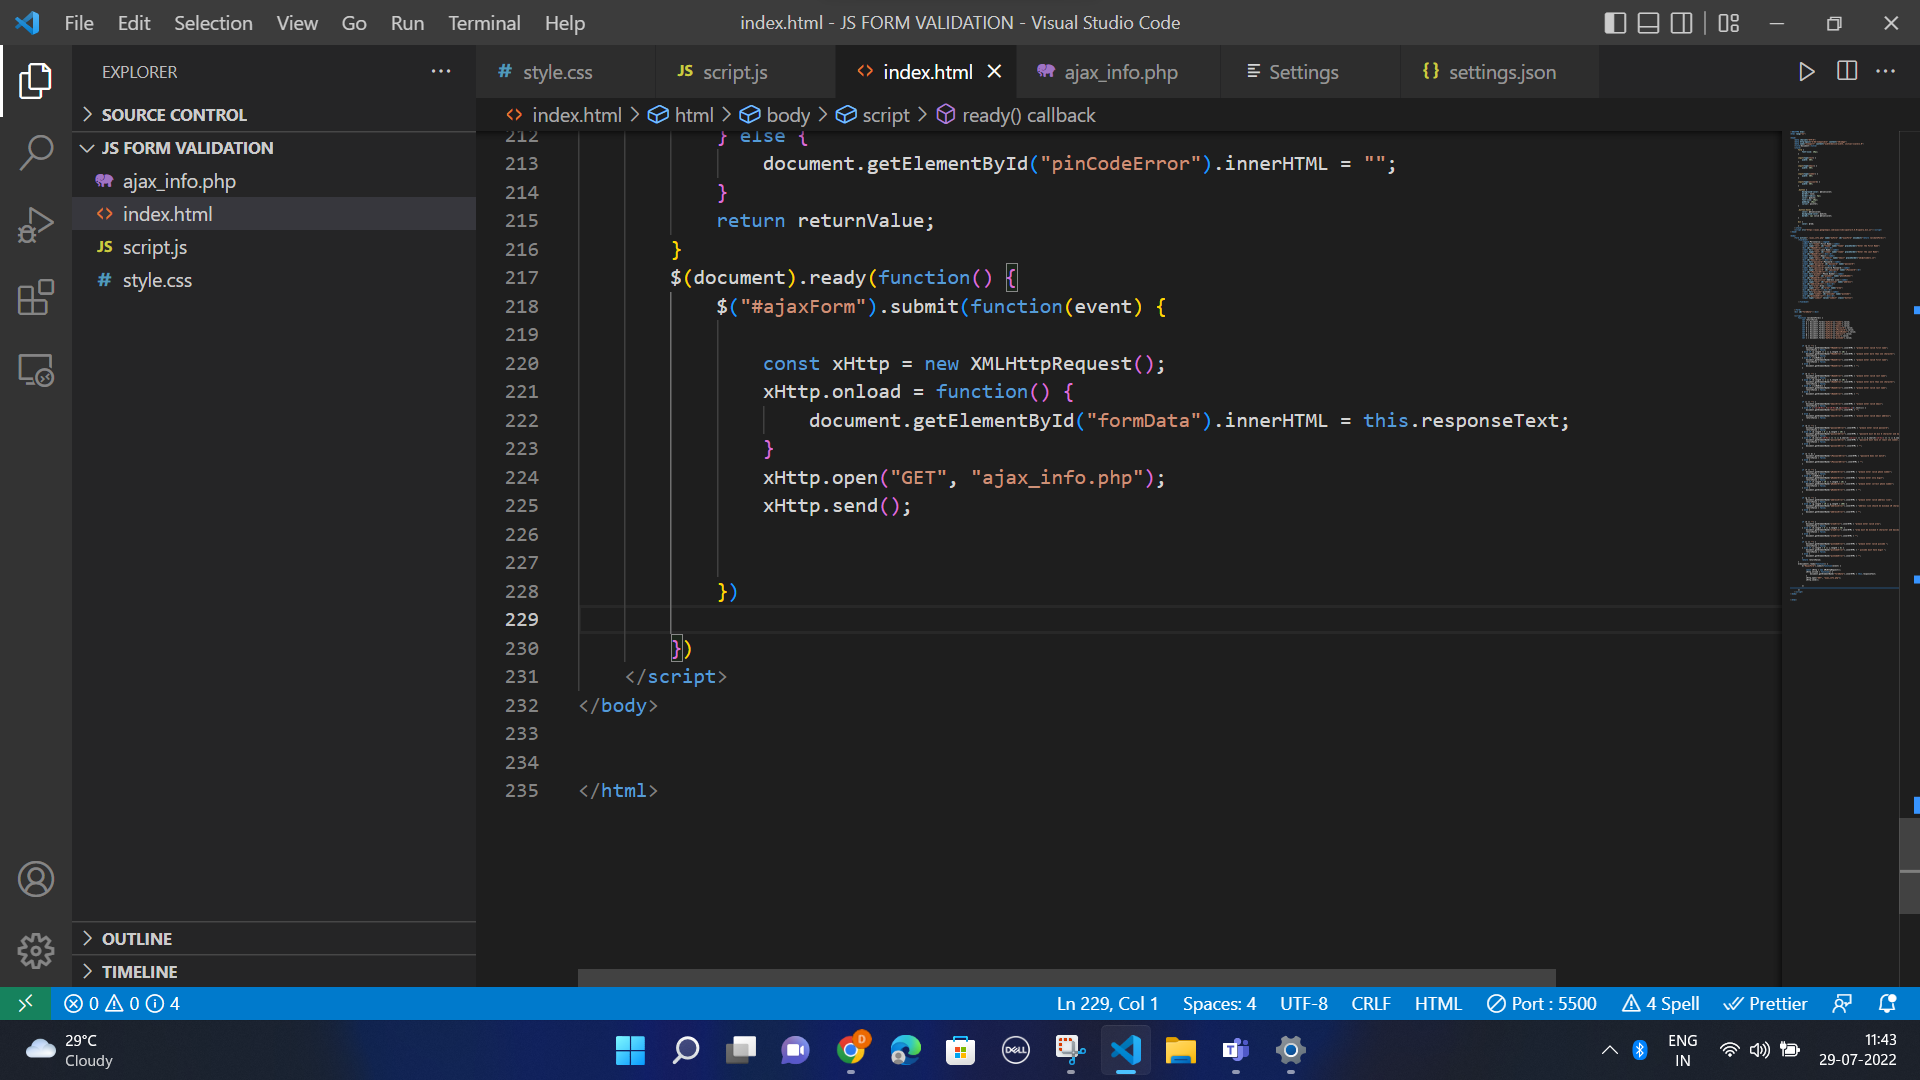 File Edit Selection View Go Run Terminal Help
index.html - JS FORM VALIDATION - Visual Studio Code
EXPLORER
SOURCE CONTROL
JS FORM VALIDATION
ajax_info.php
index.html
script.js
style.css
OUTLINE
TIMELINE
style.css script.js index.html ajax_info.php Settings settings.json
index.html > html > body > script > ready() callback
212 } else {
213 document.getElementById("pinCodeError").innerHTML = "";
214 }
215 return returnValue;
216 }
217 $(document).ready(function() {
218 $("#ajaxForm").submit(function(event) {
219
220 const xHttp = new XMLHttpRequest();
221 xHttp.onload = function() {
222 document.getElementById("formData").innerHTML = this.responseText;
223 }
224 xHttp.open("GET", "ajax_info.php");
225 xHttp.send();
226
227
228 })
229
230 })
231 </script>
232 </body>
233
234
235 </html>
0 0 4
Ln 229, Col 1 Spaces: 4 UTF-8 CRLF HTML Port : 5500 4 Spell Prettier
29°C
Cloudy
D
DELL
ENG
IN
11:43
29-07-2022